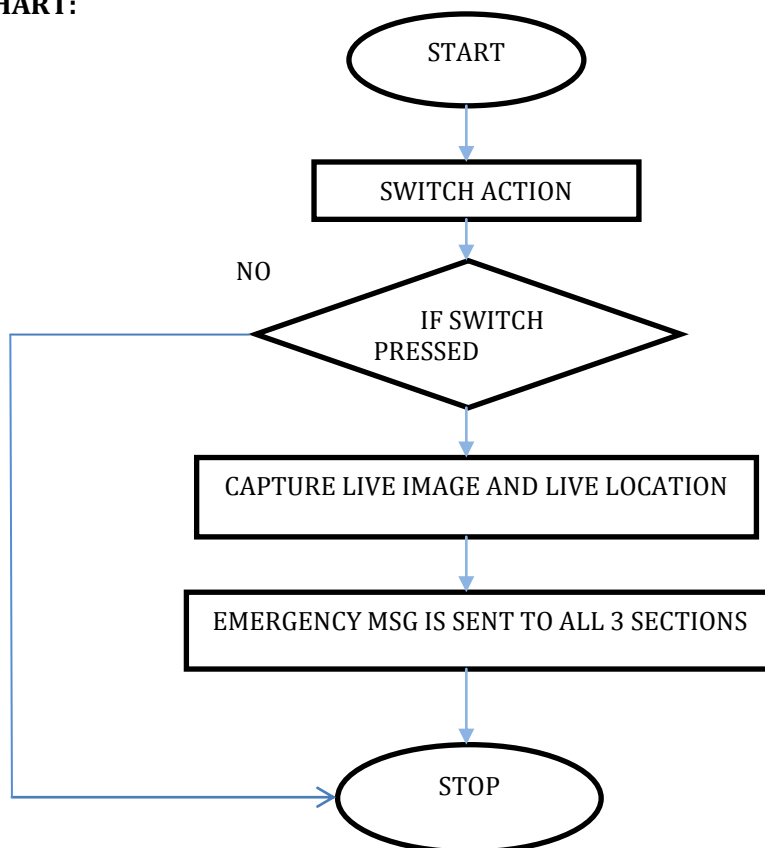 HART:
START
SWITCH ACTION
NO
IF SWITCH
PRESSED
CAPTURE LIVE IMAGE AND LIVE LOCATION
EMERGENCY MSG IS SENT TO ALL 3 SECTIONS
STOP